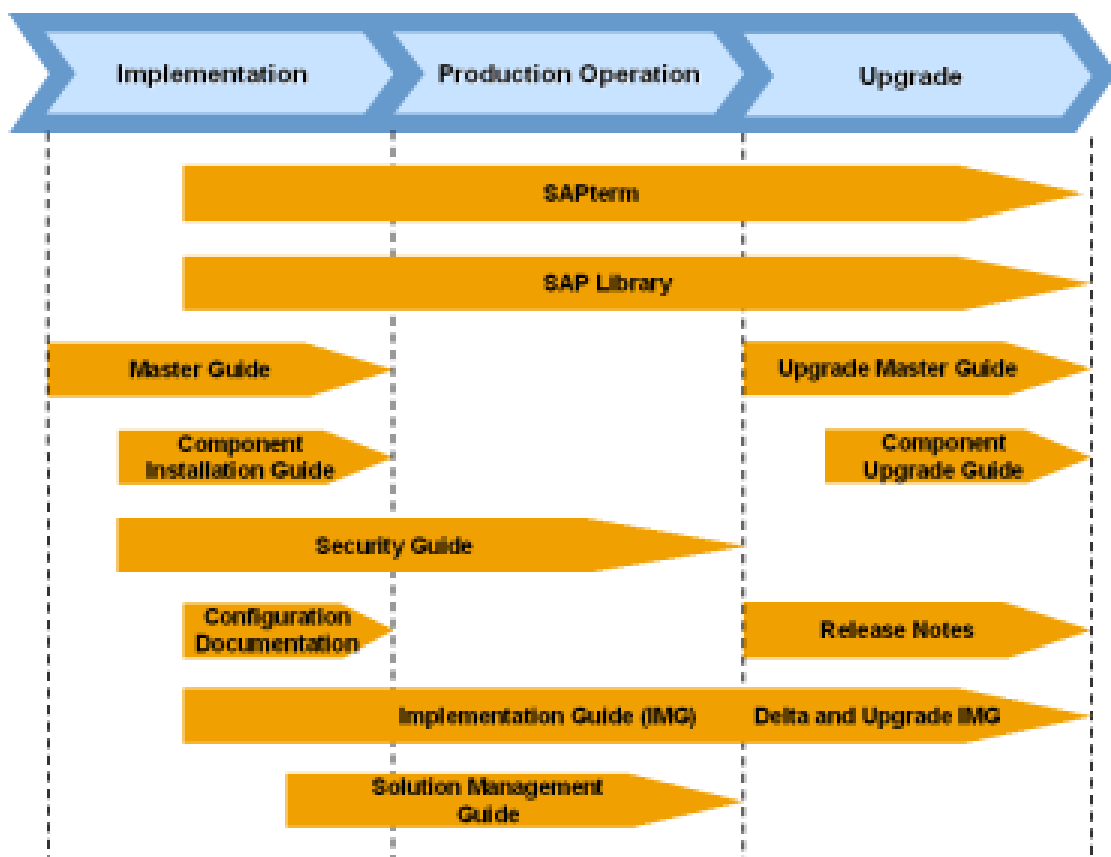 Implementation
Production Operation
Upgrade
SAPterm
SAP Library
Master Guide
Upgrade Master Guide
Component
Installation Guide
Component
Upgrade Guide
Security Guide
Configuration
Documentation
Release Notes
Implementation Guide (IMG)
Delta and Upgrade IMG
Solution Management
Guide